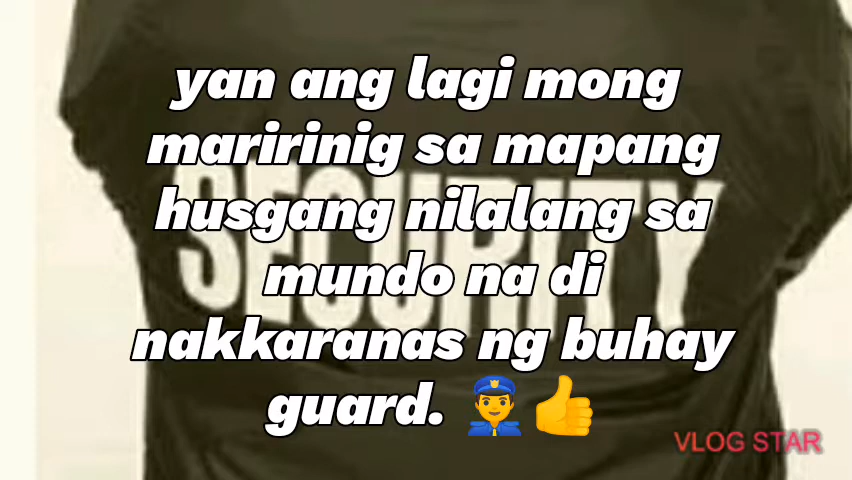 yan ang lagi mong
maririnig sa mapang
husgang nilalang sa
mundo na di
nakkaranas ng buhay
guard. 👮👍
SECURITY
VLOG STAR